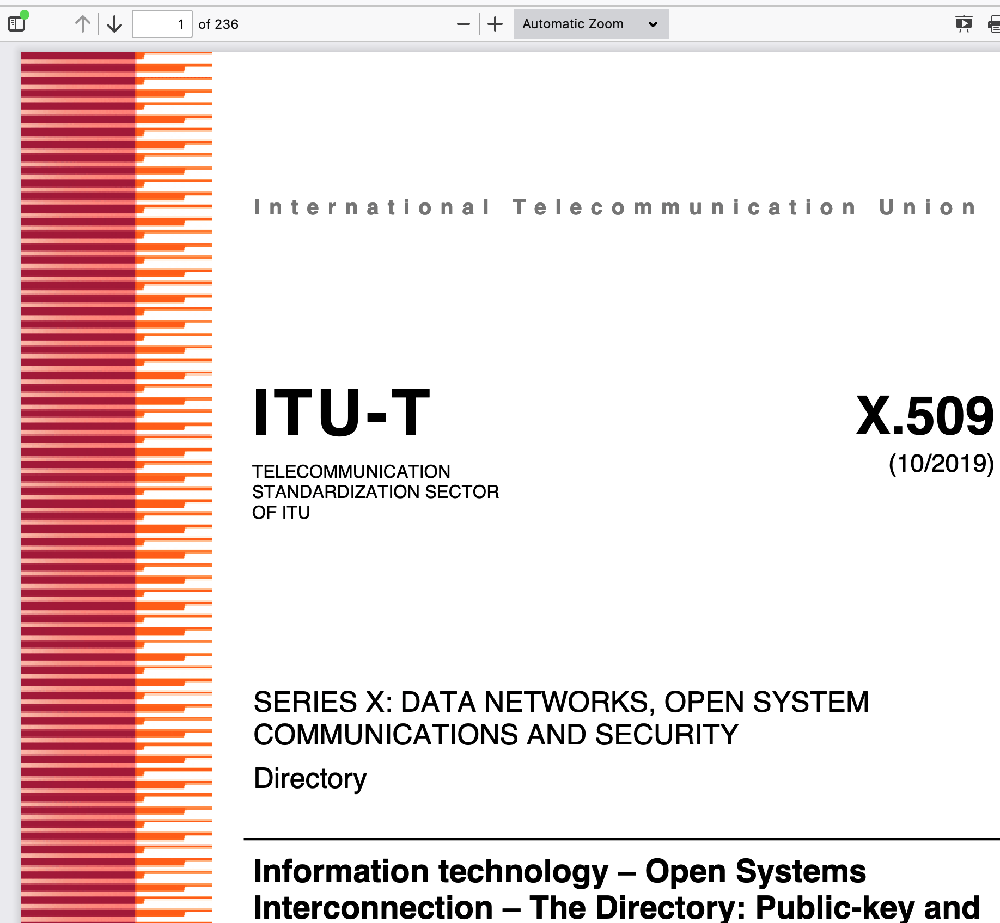 1 of 236 Automatic Zoom
International Telecommunication Union
ITU-T X.509
(10/2019)
TELECOMMUNICATION
STANDARDIZATION SECTOR
OF ITU
SERIES X: DATA NETWORKS, OPEN SYSTEM
COMMUNICATIONS AND SECURITY
Directory
Information technology – Open Systems
Interconnection – The Directory: Public-key and